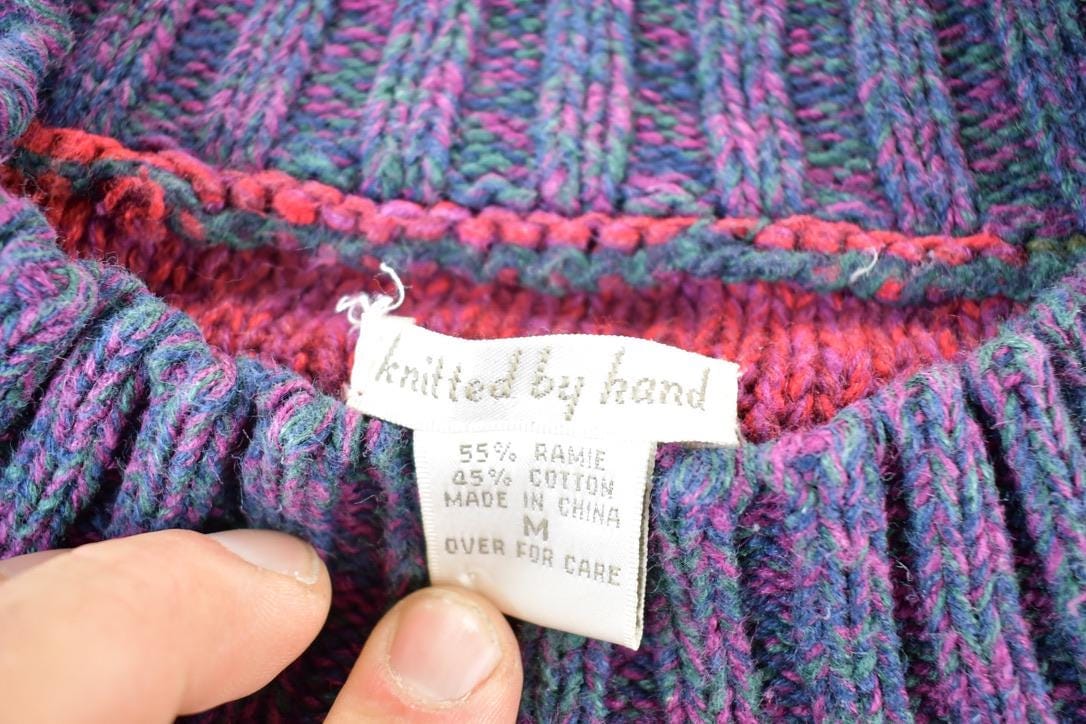 knitted by hand
55% RAMIE
45% COTTON
MADE IN CHINA
M
OVER FOR CARE